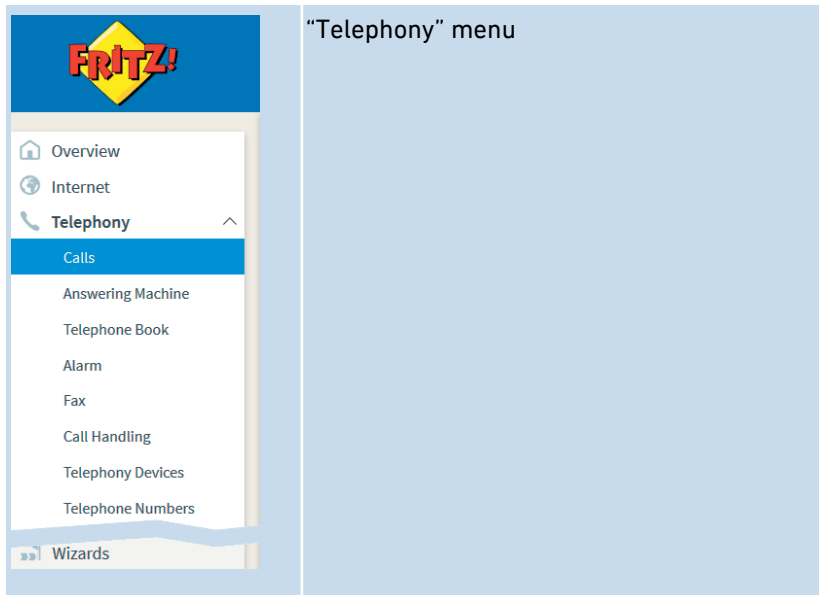 FRITZ!
“Telephony” menu
Overview
Internet
Telephony
Calls
Answering Machine
Telephone Book
Alarm
Fax
Call Handling
Telephony Devices
Telephone Numbers
Wizards